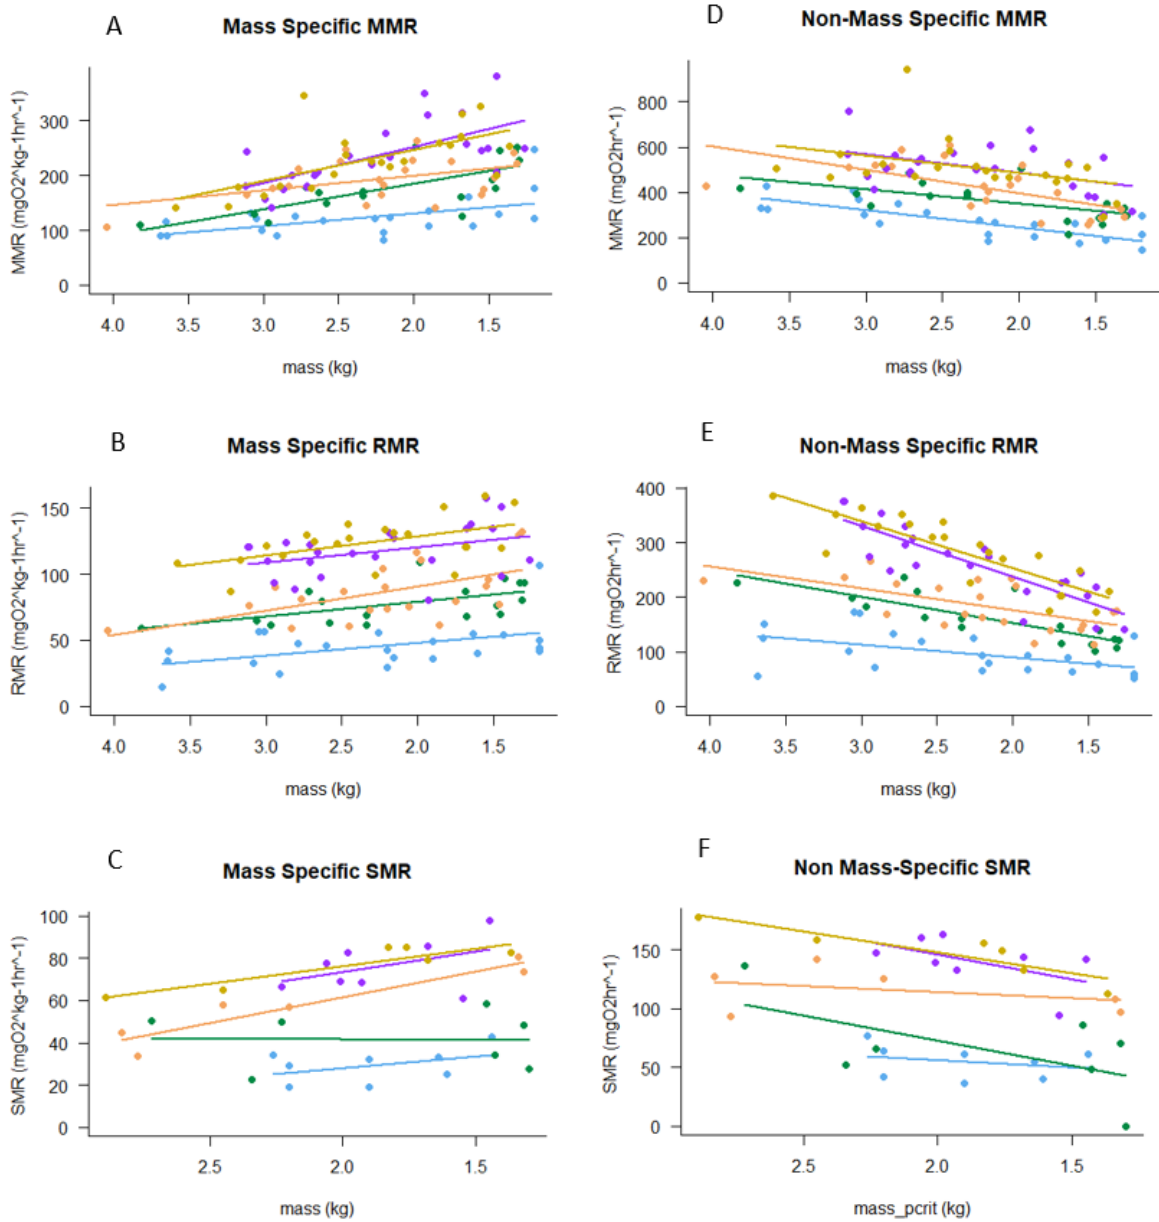 A
Mass Specific MMR
MMR (mgO2^kg-1hr^-1)
300
200
100
0
4.0 3.5 3.0 2.5 2.0 1.5
mass (kg)
D
Non-Mass Specific MMR
MMR (mgO2hr^-1)
800
600
400
200
0
4.0 3.5 3.0 2.5 2.0 1.5
mass (kg)
B
Mass Specific RMR
RMR (mgO2^kg-1hr^-1)
150
100
50
0
4.0 3.5 3.0 2.5 2.0 1.5
mass (kg)
E
Non-Mass Specific RMR
RMR (mgO2hr^-1)
400
300
200
100
0
4.0 3.5 3.0 2.5 2.0 1.5
mass (kg)
C
Mass Specific SMR
SMR (mgO2^kg-1hr^-1)
100
80
60
40
20
0
2.5 2.0 1.5
mass (kg)
F
Non Mass-Specific SMR
SMR (mgO2hr^-1)
150
100
50
0
2.5 2.0 1.5
mass_pcrit (kg)